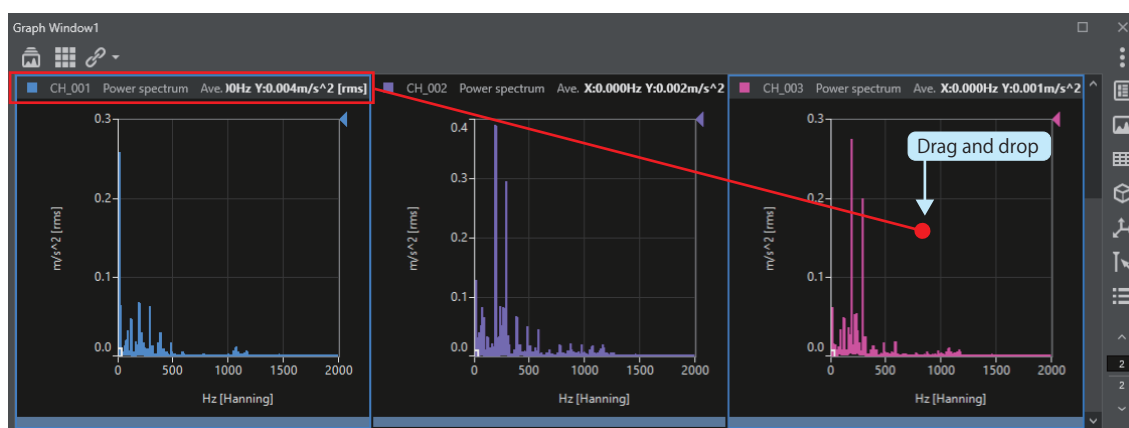 Graph Window1
CH_001 Power spectrum Ave. 00Hz Y:0.004m/s^2 [rms]
CH_002 Power spectrum Ave. X:0.000Hz Y:0.002m/s^2
CH_003 Power spectrum Ave. X:0.000Hz Y:0.001m/s^2
0.3
0.2
0.1
0.0
m/s^2 [rms]
0 500 1000 1500 2000
Hz [Hanning]
0.4
0.3
0.2
0.1
0.0
m/s^2 [rms]
0 500 1000 1500 2000
Hz [Hanning]
Drag and drop
0.3
0.2
0.1
0.0
m/s^2 [rms]
0 500 1000 1500 2000
Hz [Hanning]
2
2